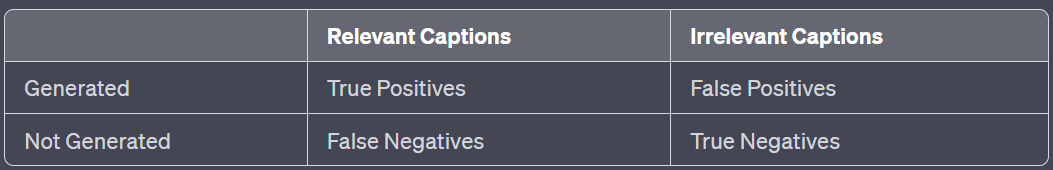 Relevant Captions Irrelevant Captions
Generated True Positives False Positives
Not Generated False Negatives True Negatives